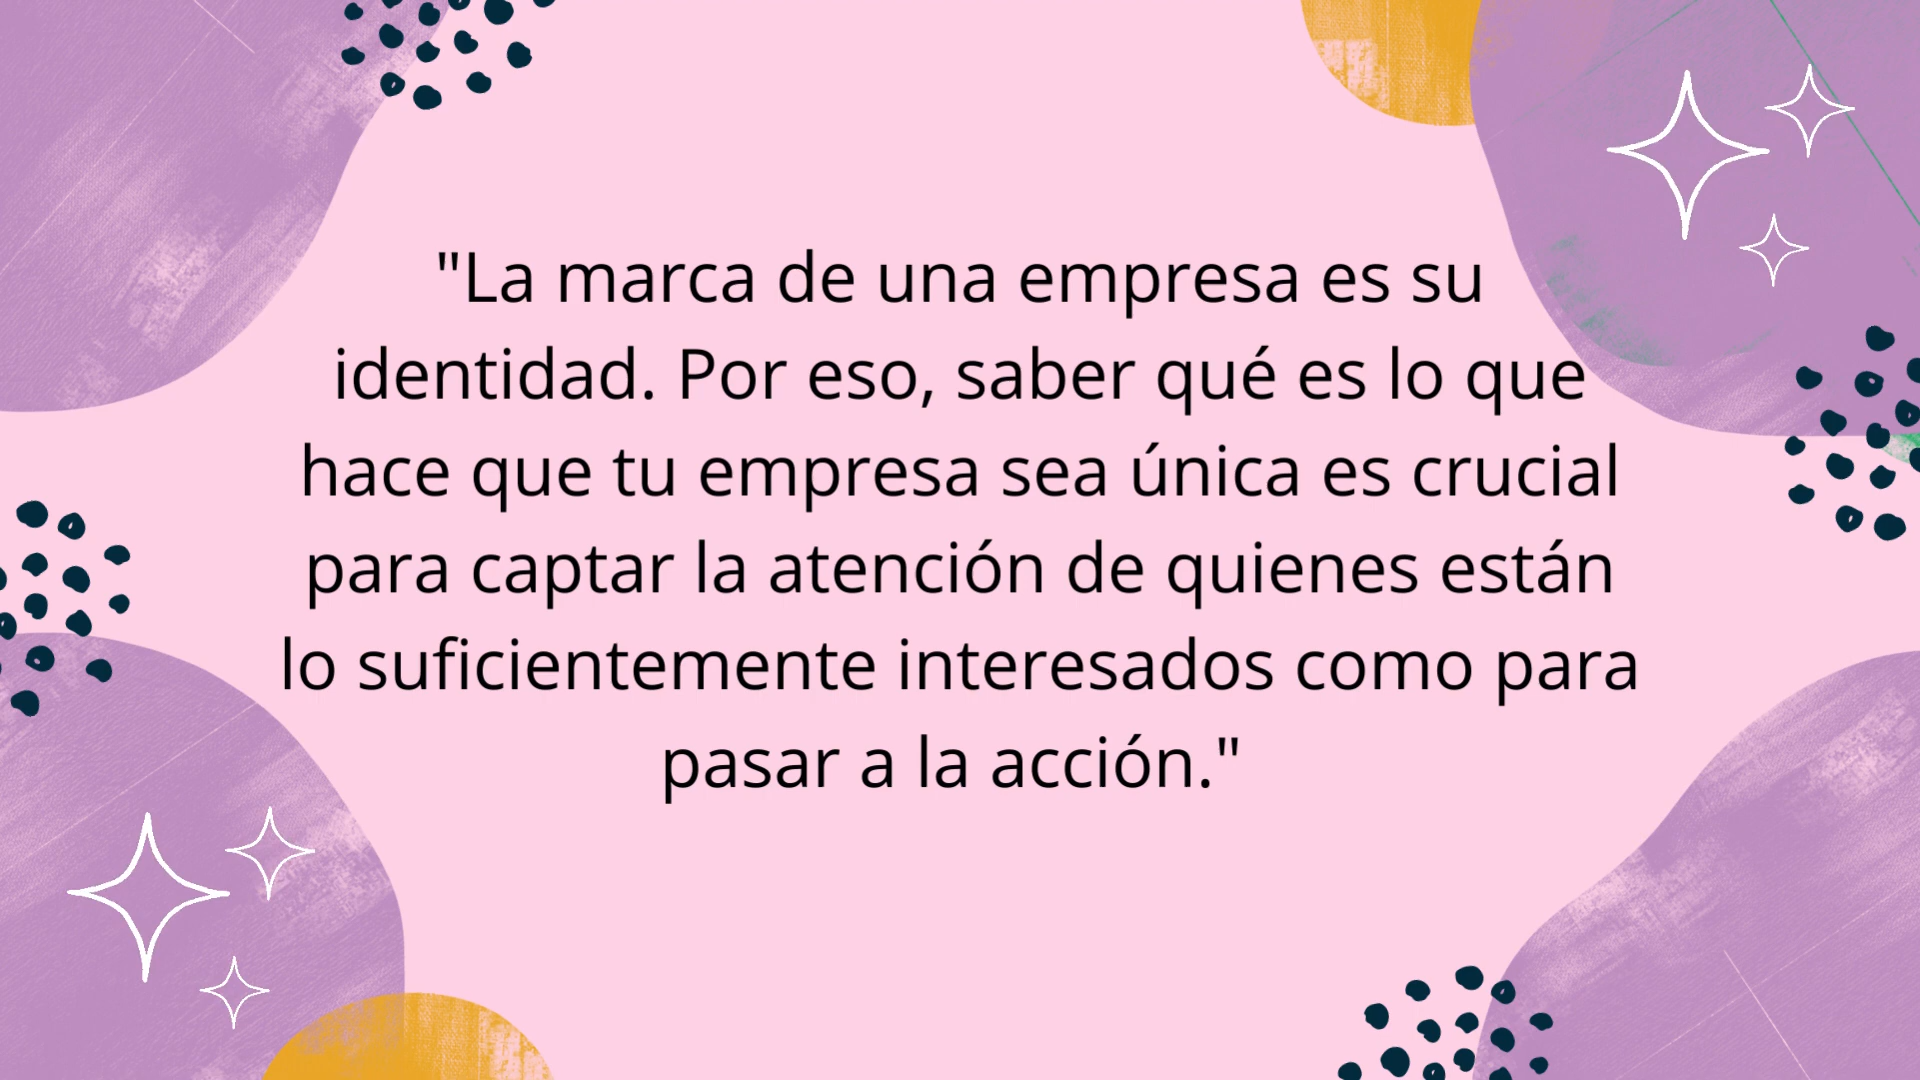 "La marca de una empresa es su
identidad. Por eso, saber qué es lo que
hace que tu empresa sea única es crucial
para captar la atención de quienes están
lo suficientemente interesados como para
pasar a la acción."